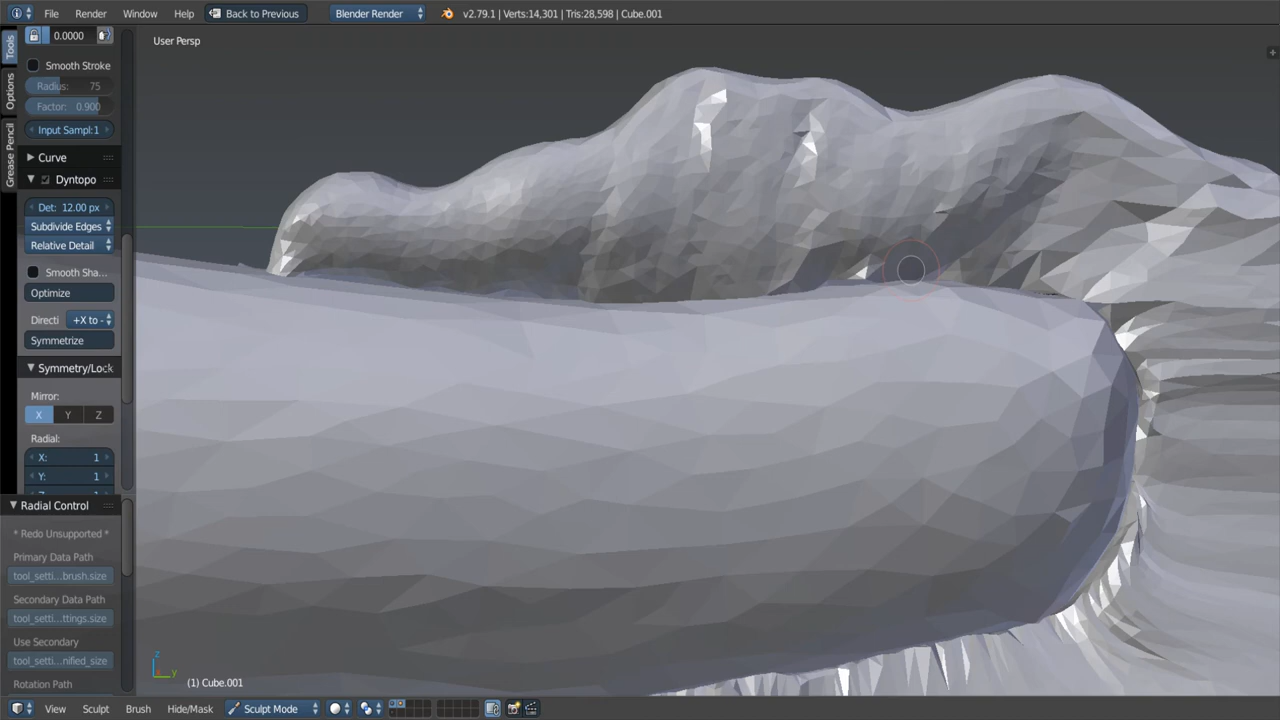 File Render Window Help Back to Previous Blender Render v2.79.1 | Verts:14,301 | Tris:28,598 | Cube.001
Tools
Options
Grease Pencil
0.0000
Smooth Stroke
Radius: 75
Factor: 0.900
Input Sampl:1
Curve
Dyntopo
Det: 12.00 px
Subdivide Edges
Relative Detail
Smooth Sha...
Optimize
Directi +X to -
Symmetrize
Symmetry/Lock
Mirror:
X Y Z
Radial:
X: 1
Y: 1
Radial Control
* Redo Unsupported *
Primary Data Path
tool_setti...brush.size
Secondary Data Path
tool_setti...ttings.size
Use Secondary
tool_setti...nified_size
Rotation Path
User Persp
z
y
(1) Cube.001
View Sculpt Brush Hide/Mask Sculpt Mode